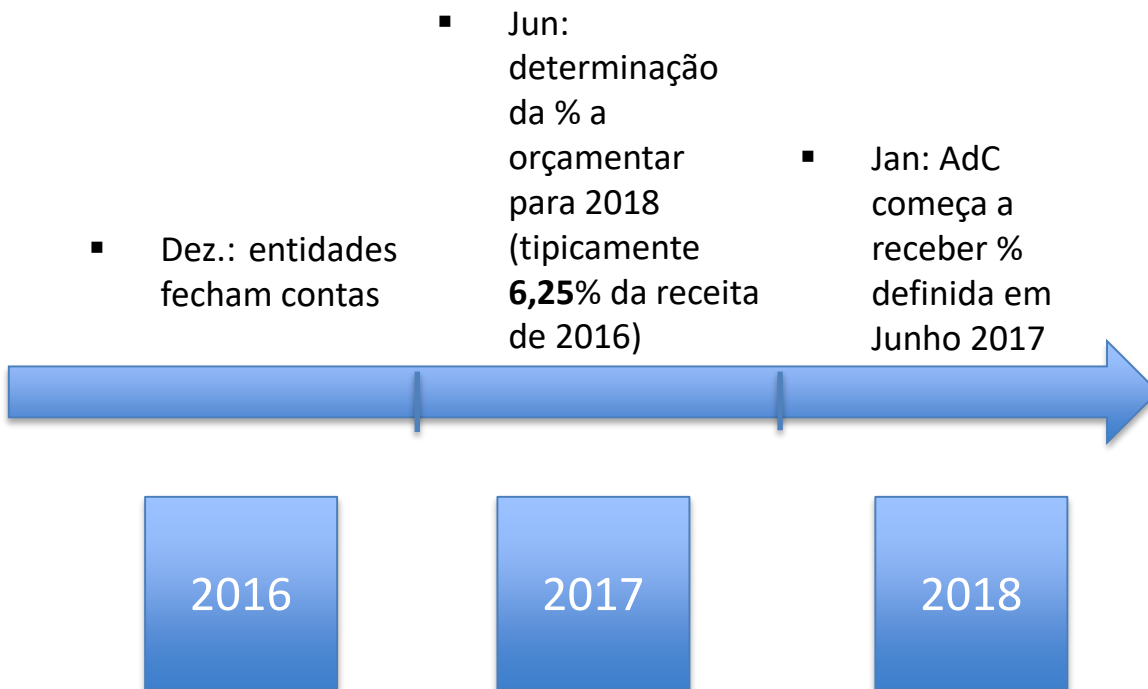 ▪ Dez.: entidades
fecham contas
▪ Jun:
determinação
da % a
orçamentar
para 2018
(tipicamente
6,25% da receita
de 2016)
▪ Jan: AdC
começa a
receber %
definida em
Junho 2017
2016
2017
2018